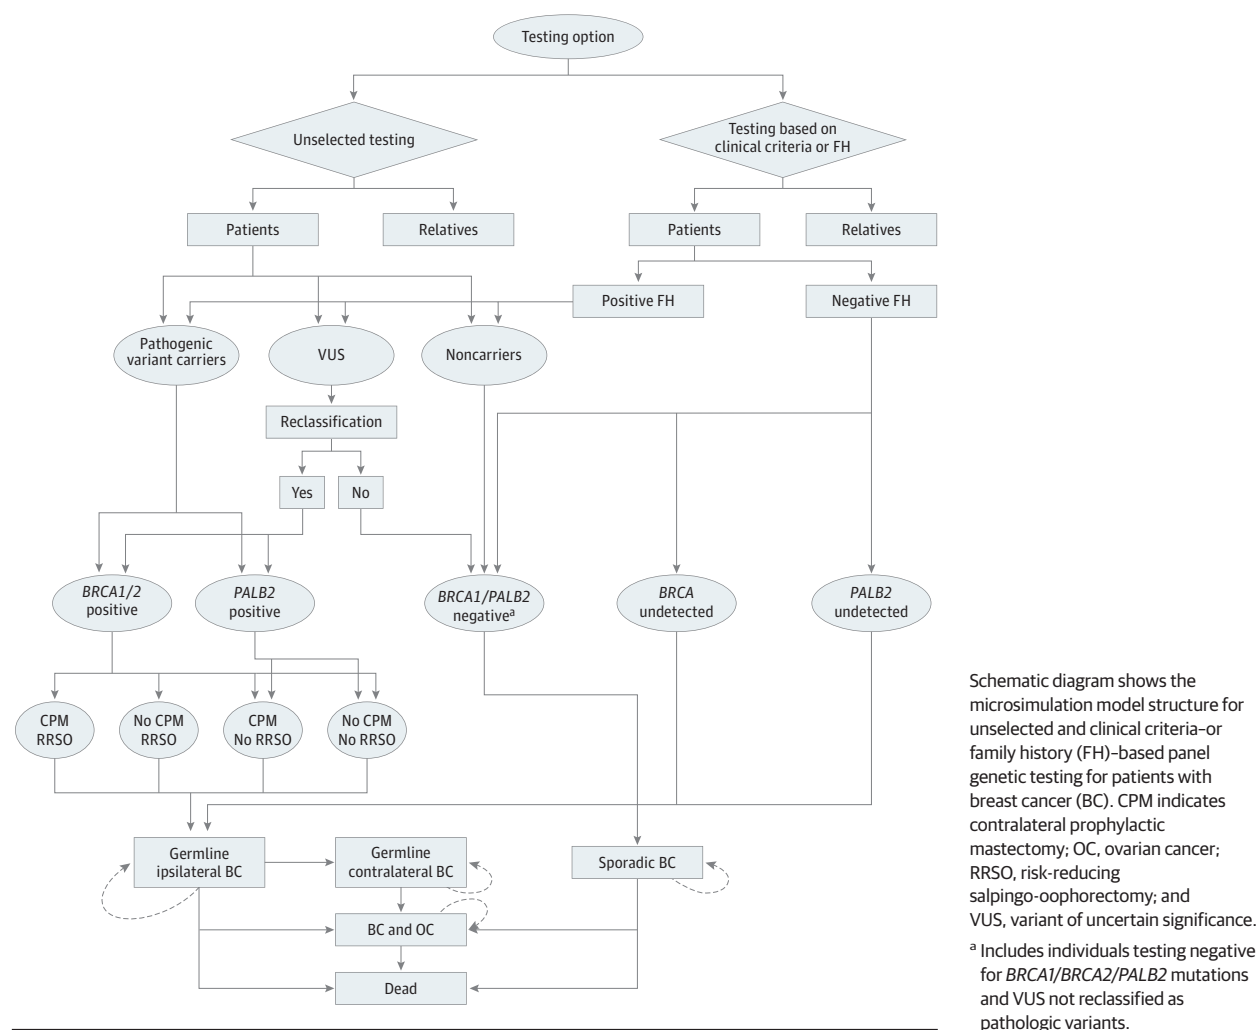 Testing option
Unselected testing
Testing based on
clinical criteria or FH
Patients
Relatives
Patients
Relatives
Positive FH
Negative FH
Pathogenic
variant carriers
VUS
Noncarriers
Reclassification
Yes
No
BRCA1/2
positive
PALB2
positive
BRCA1/PALB2
negativeᵃ
BRCA
undetected
PALB2
undetected
CPM
RRSO
No CPM
RRSO
CPM
No RRSO
No CPM
No RRSO
Germline
ipsilateral BC
Germline
contralateral BC
Sporadic BC
BC and OC
Dead
Schematic diagram shows the
microsimulation model structure for
unselected and clinical criteria–or
family history (FH)–based panel
genetic testing for patients with
breast cancer (BC). CPM indicates
contralateral prophylactic
mastectomy; OC, ovarian cancer;
RRSO, risk-reducing
salpingo-oophorectomy; and
VUS, variant of uncertain significance.
ᵃ Includes individuals testing negative
for BRCA1/BRCA2/PALB2 mutations
and VUS not reclassified as
pathologic variants.